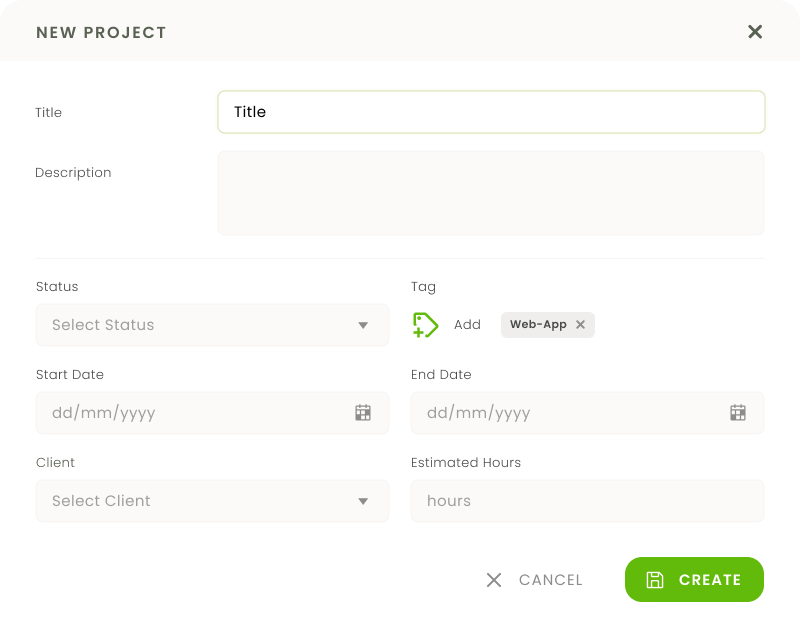 NEW PROJECT
Title
Title
Description
Status
Tag
Select Status
Add
Web-App
Start Date
End Date
dd/mm/yyyy
dd/mm/yyyy
Client
Estimated Hours
Select Client
hours
CANCEL
CREATE